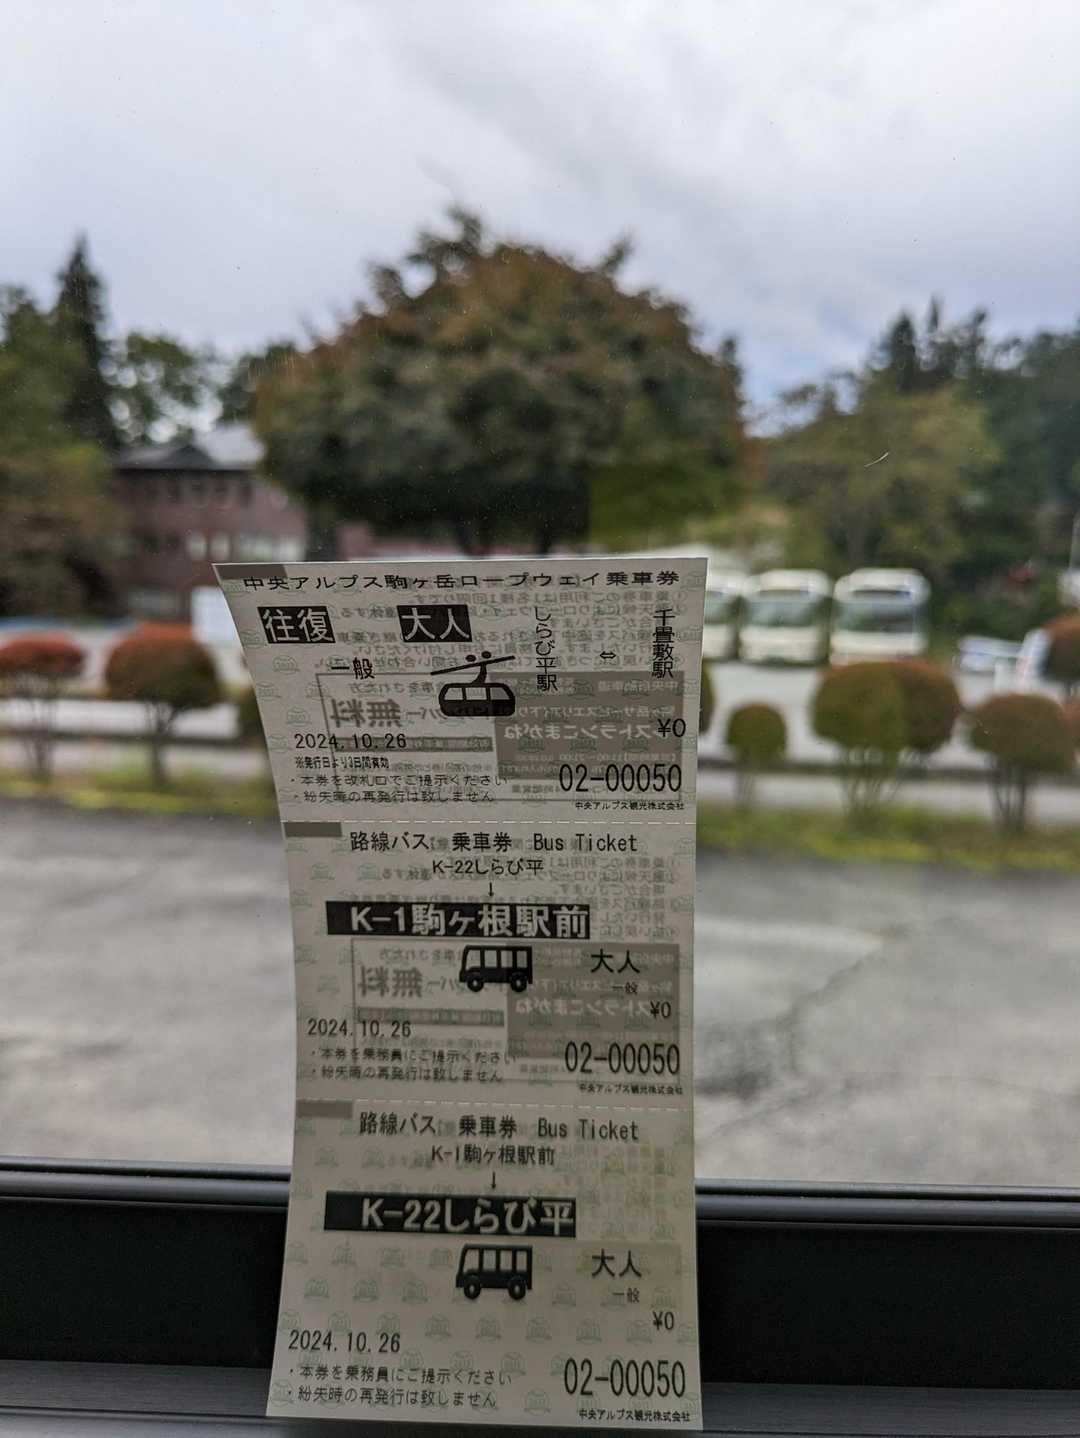 中央アルプス駒ヶ岳ロープウェイ乗車券
往復 大人
一般
しらび平駅 ⇔ 千畳敷駅
¥0
2024.10.26
※発行日より3日間有効
・本券を改札口でご提示ください
・紛失時の再発行は致しません
02-00050
中央アルプス観光株式会社
路線バス 乗車券 Bus Ticket
K-22しらび平
↓
K-1駒ヶ根駅前
大人
一般
¥0
2024.10.26
・本券を乗務員にご提示ください
・紛失時の再発行は致しません
02-00050
中央アルプス観光株式会社
路線バス 乗車券 Bus Ticket
K-1駒ヶ根駅前
↓
K-22しらび平
大人
一般
¥0
2024.10.26
・本券を乗務員にご提示ください
・紛失時の再発行は致しません
02-00050
中央アルプス観光株式会社